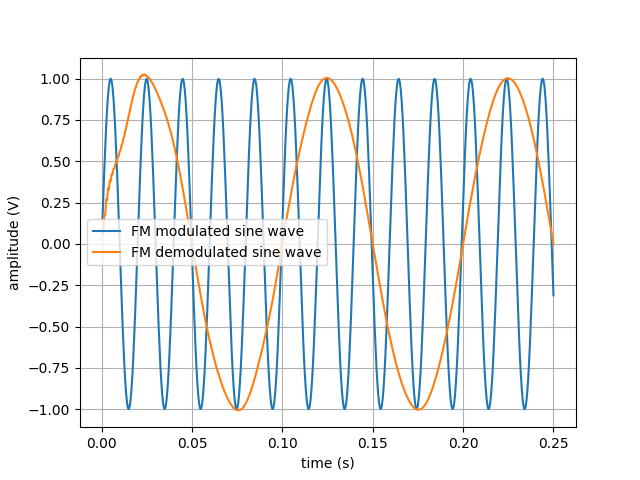 1.00
0.75
0.50
0.25
0.00
−0.25
−0.50
−0.75
−1.00
amplitude (V)
FM modulated sine wave
FM demodulated sine wave
0.00 0.05 0.10 0.15 0.20 0.25
time (s)